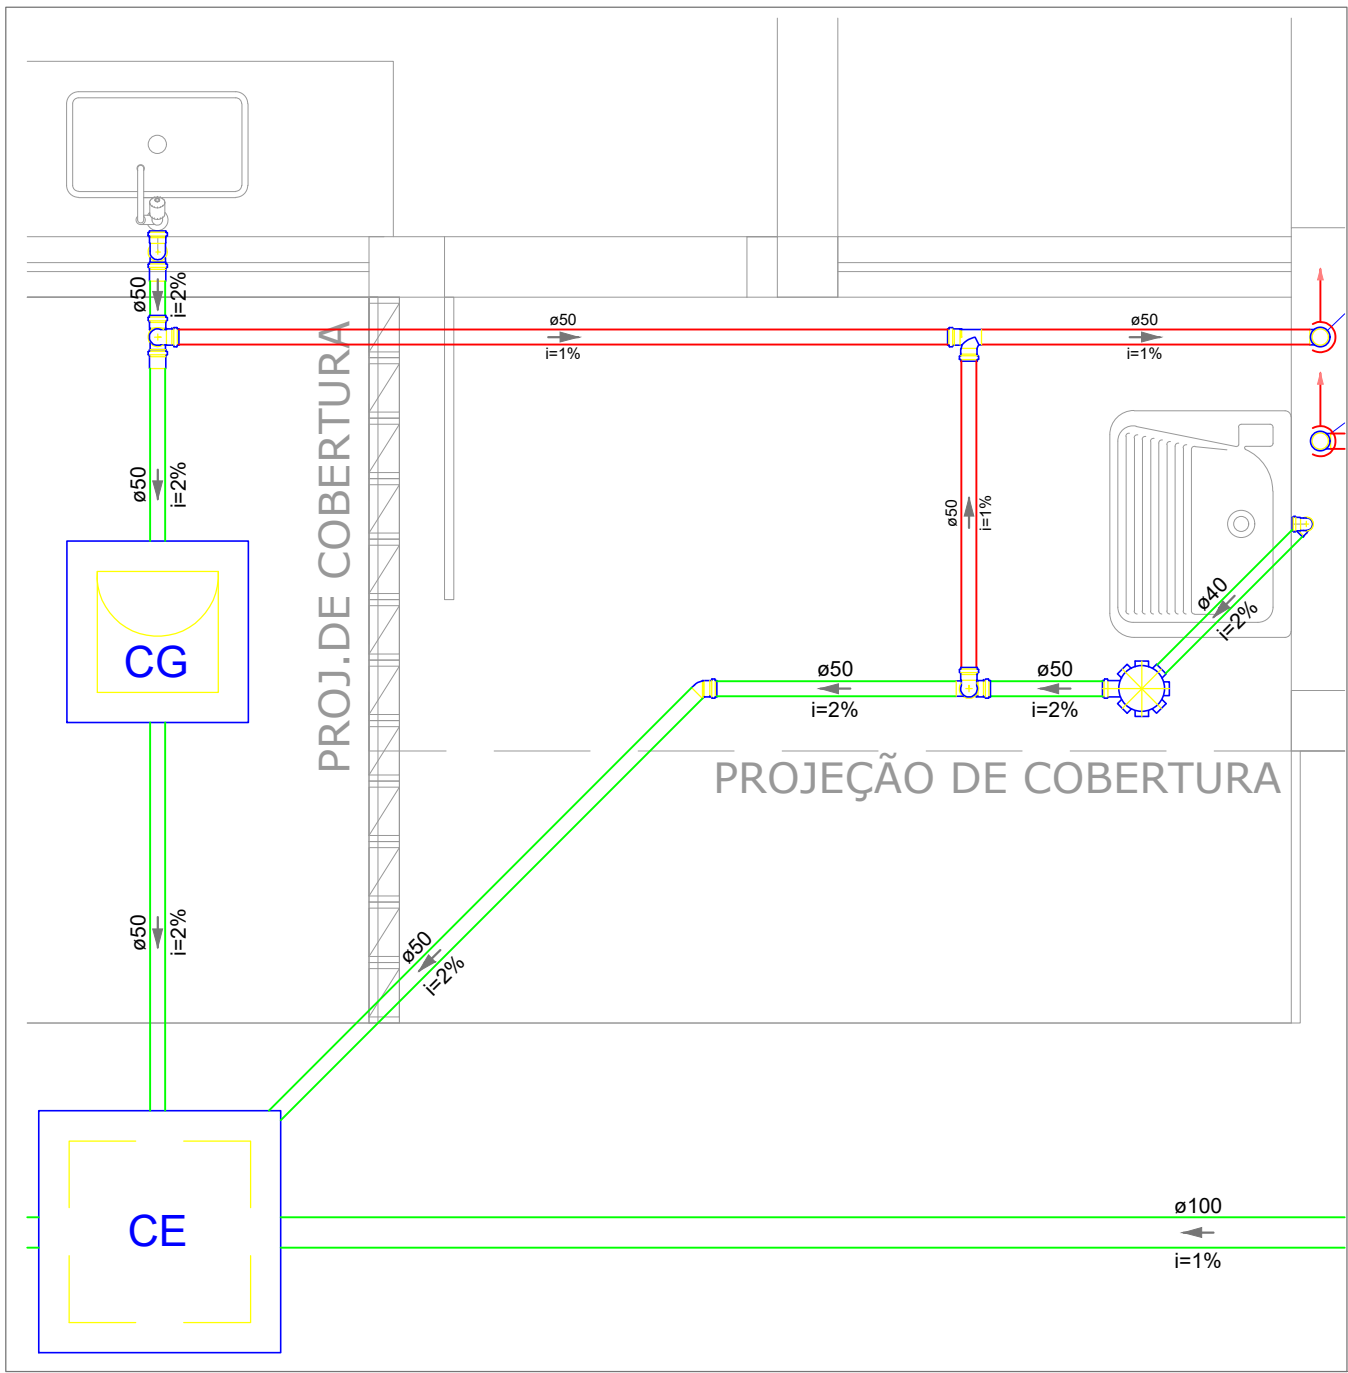 ø50
i=2%
ø50
i=1%
ø50
i=1%
PROJ.DE COBERTURA
ø50
i=2%
ø50
i=1%
ø40
i=2%
CG
ø50
i=2%
ø50
i=2%
PROJEÇÃO DE COBERTURA
ø50
i=2%
ø50
i=2%
CE
ø100
i=1%